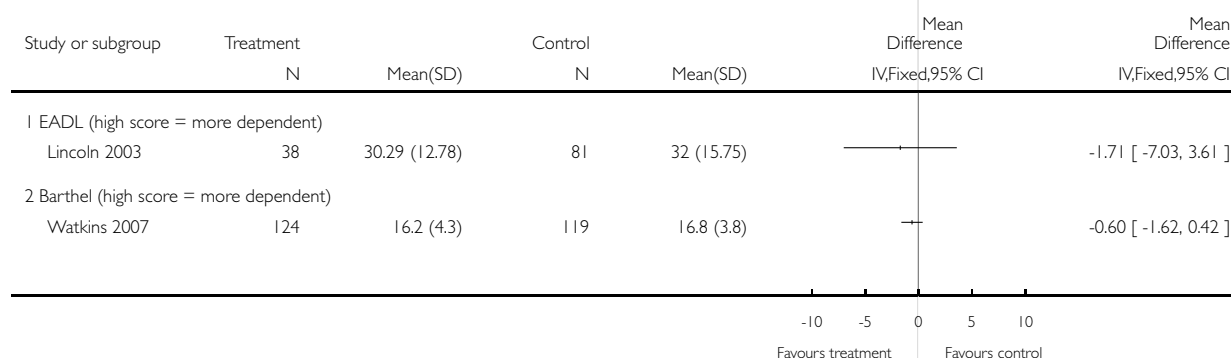 Mean Mean
Study or subgroup Treatment Control Difference Difference
N Mean(SD) N Mean(SD) IV,Fixed,95% CI IV,Fixed,95% CI
1 EADL (high score = more dependent)
Lincoln 2003 38 30.29 (12.78) 81 32 (15.75) -1.71 [ -7.03, 3.61 ]
2 Barthel (high score = more dependent)
Watkins 2007 124 16.2 (4.3) 119 16.8 (3.8) -0.60 [ -1.62, 0.42 ]
-10 -5 0 5 10
Favours treatment Favours control